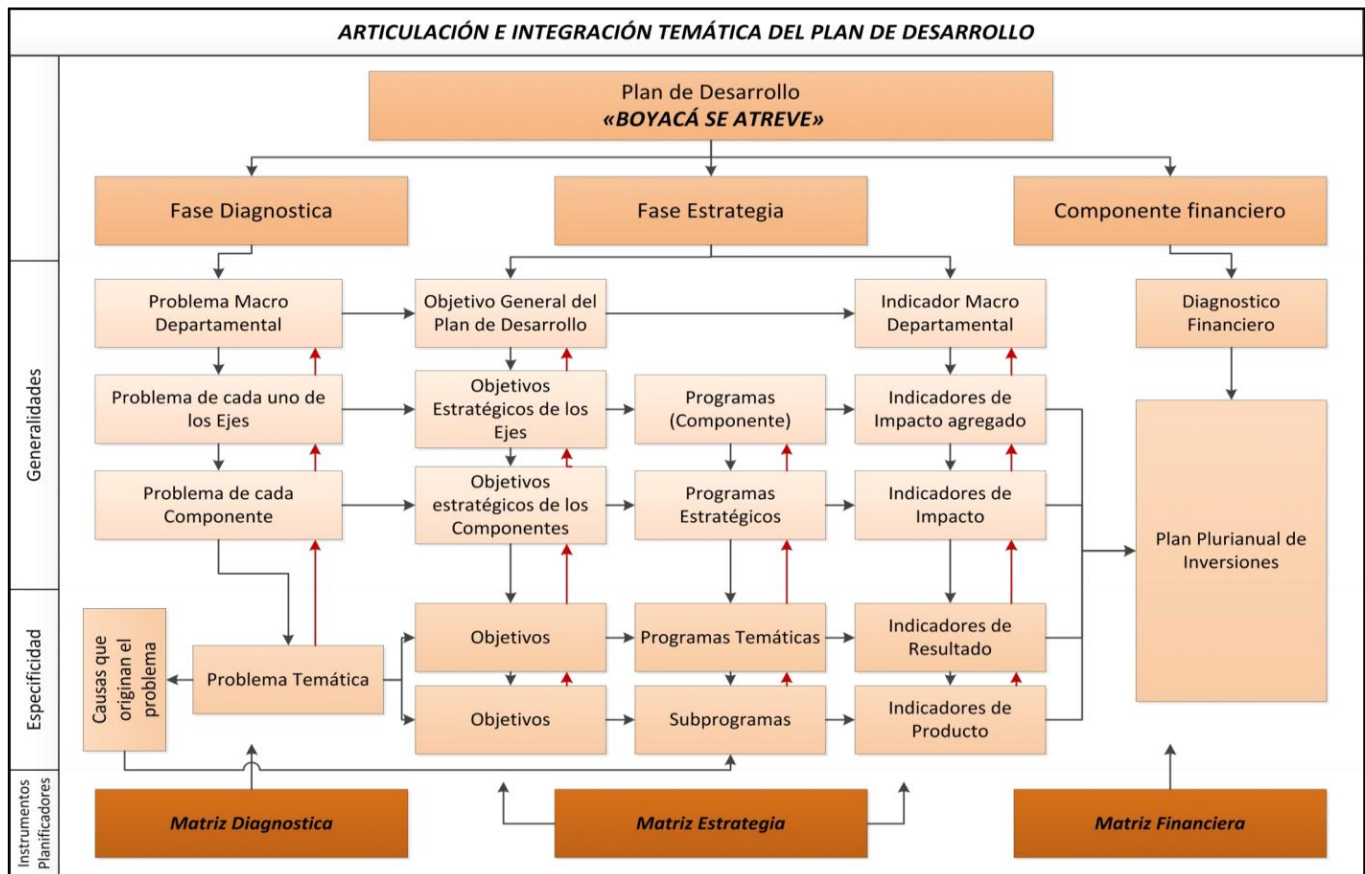 ARTICULACIÓN E INTEGRACIÓN TEMÁTICA DEL PLAN DE DESARROLLO
Plan de Desarrollo
«BOYACÁ SE ATREVE»
Fase Diagnostica
Fase Estrategia
Componente financiero
Generalidades
Problema Macro
Departamental
Objetivo General del
Plan de Desarrollo
Indicador Macro
Departamental
Diagnostico
Financiero
Problema de cada uno de
los Ejes
Objetivos
Estratégicos de los
Ejes
Programas
(Componente)
Indicadores de
Impacto agregado
Problema de cada
Componente
Objetivos
estratégicos de los
Componentes
Programas
Estratégicos
Indicadores de
Impacto
Plan Plurianual de
Inversiones
Especificidad
Causas que
originan el
problema
Problema Temática
Objetivos
Programas Temáticas
Indicadores de
Resultado
Objetivos
Subprogramas
Indicadores de
Producto
Instrumentos
Planificadores
Matriz Diagnostica
Matriz Estrategia
Matriz Financiera